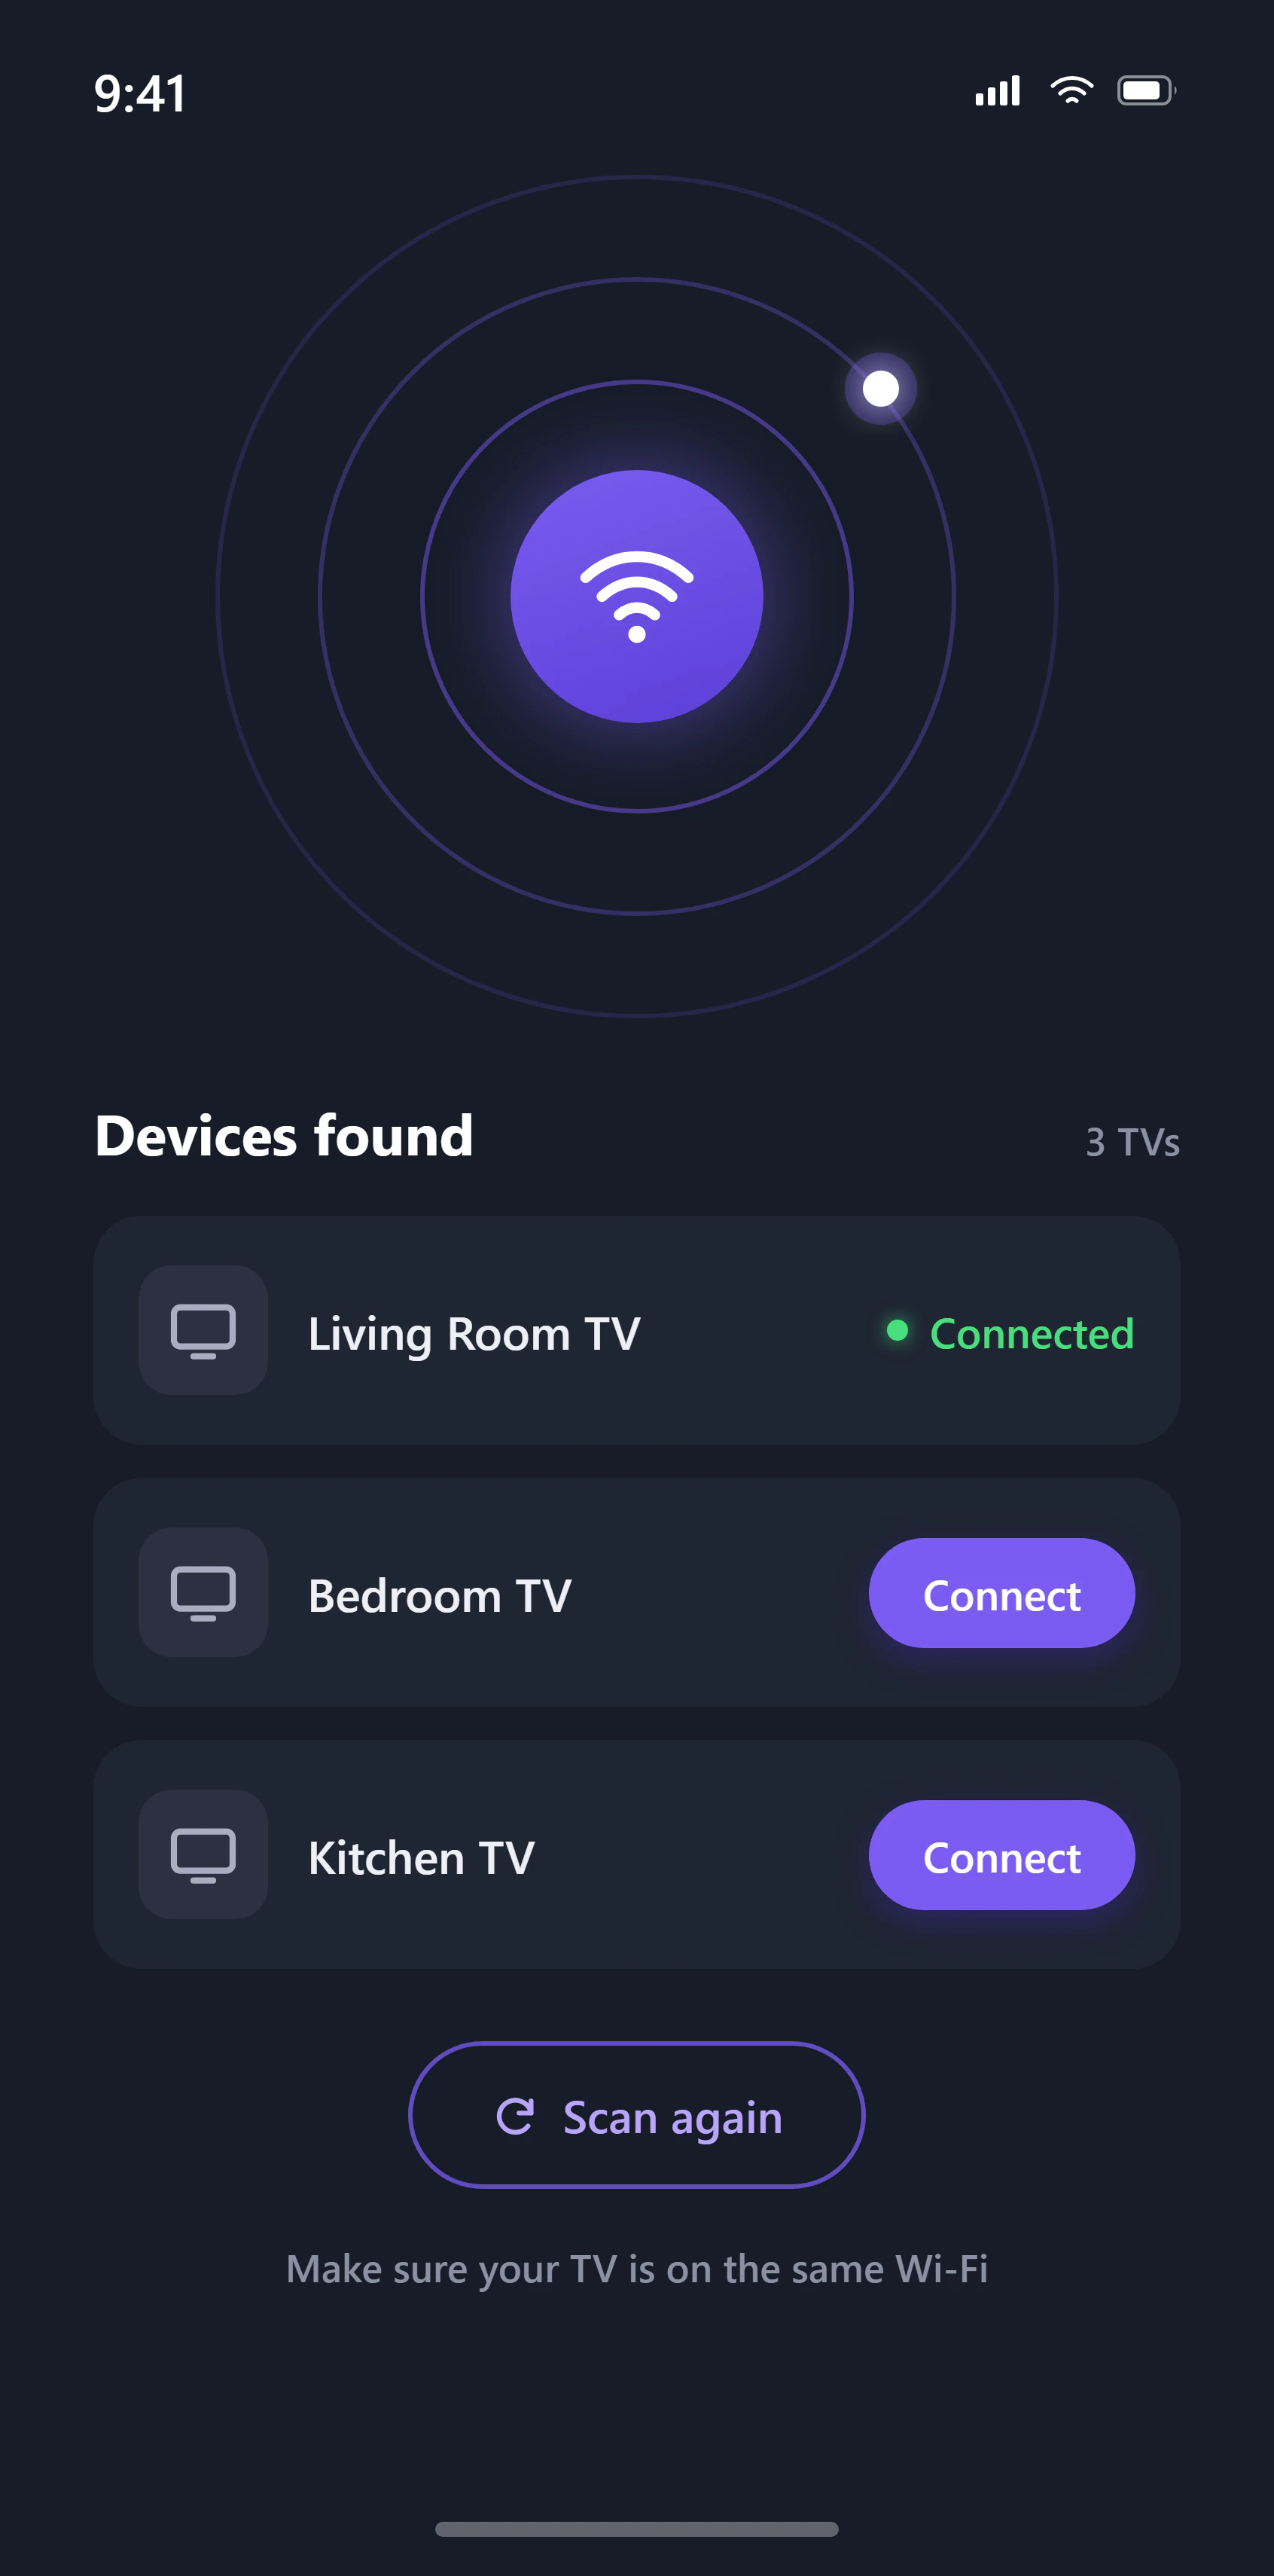 9:41
Devices found
3 TVs
Living Room TV
Connected
Bedroom TV
Connect
Kitchen TV
Connect
Scan again
Make sure your TV is on the same Wi-Fi